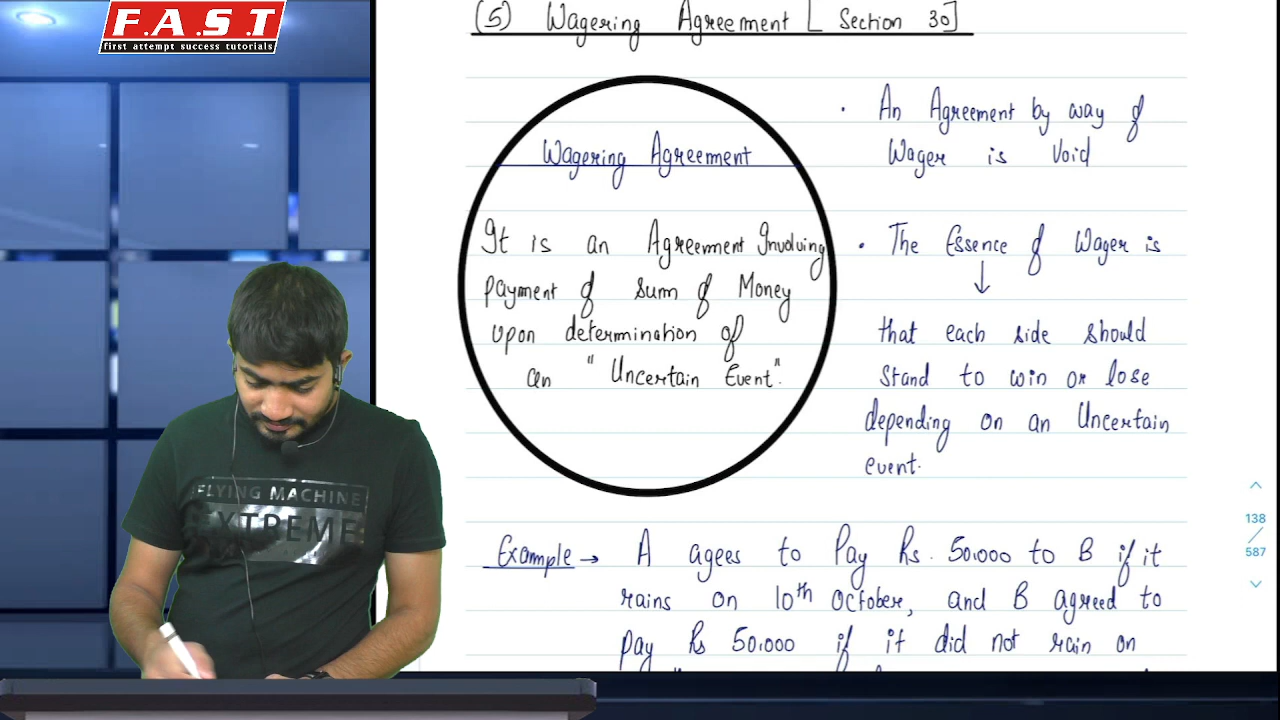 F.A.S.T
first attempt success tutorials
(5) Wagering Agreement [Section 30]
Wagering Agreement
It is an Agreement Involving
payment of sum of Money
upon determination of
an "Uncertain Event".
• An Agreement by way of
Wager is Void
• The Essence of Wager is
↓
that each side should
stand to win or lose
depending on an Uncertain
event.
Example → A agees to Pay Rs. 50,000 to B if it
rains on 10th October, and B agreed to
pay Rs 50,000 if it did not rain on
FLYING MACHINE
EXTREME
138
587